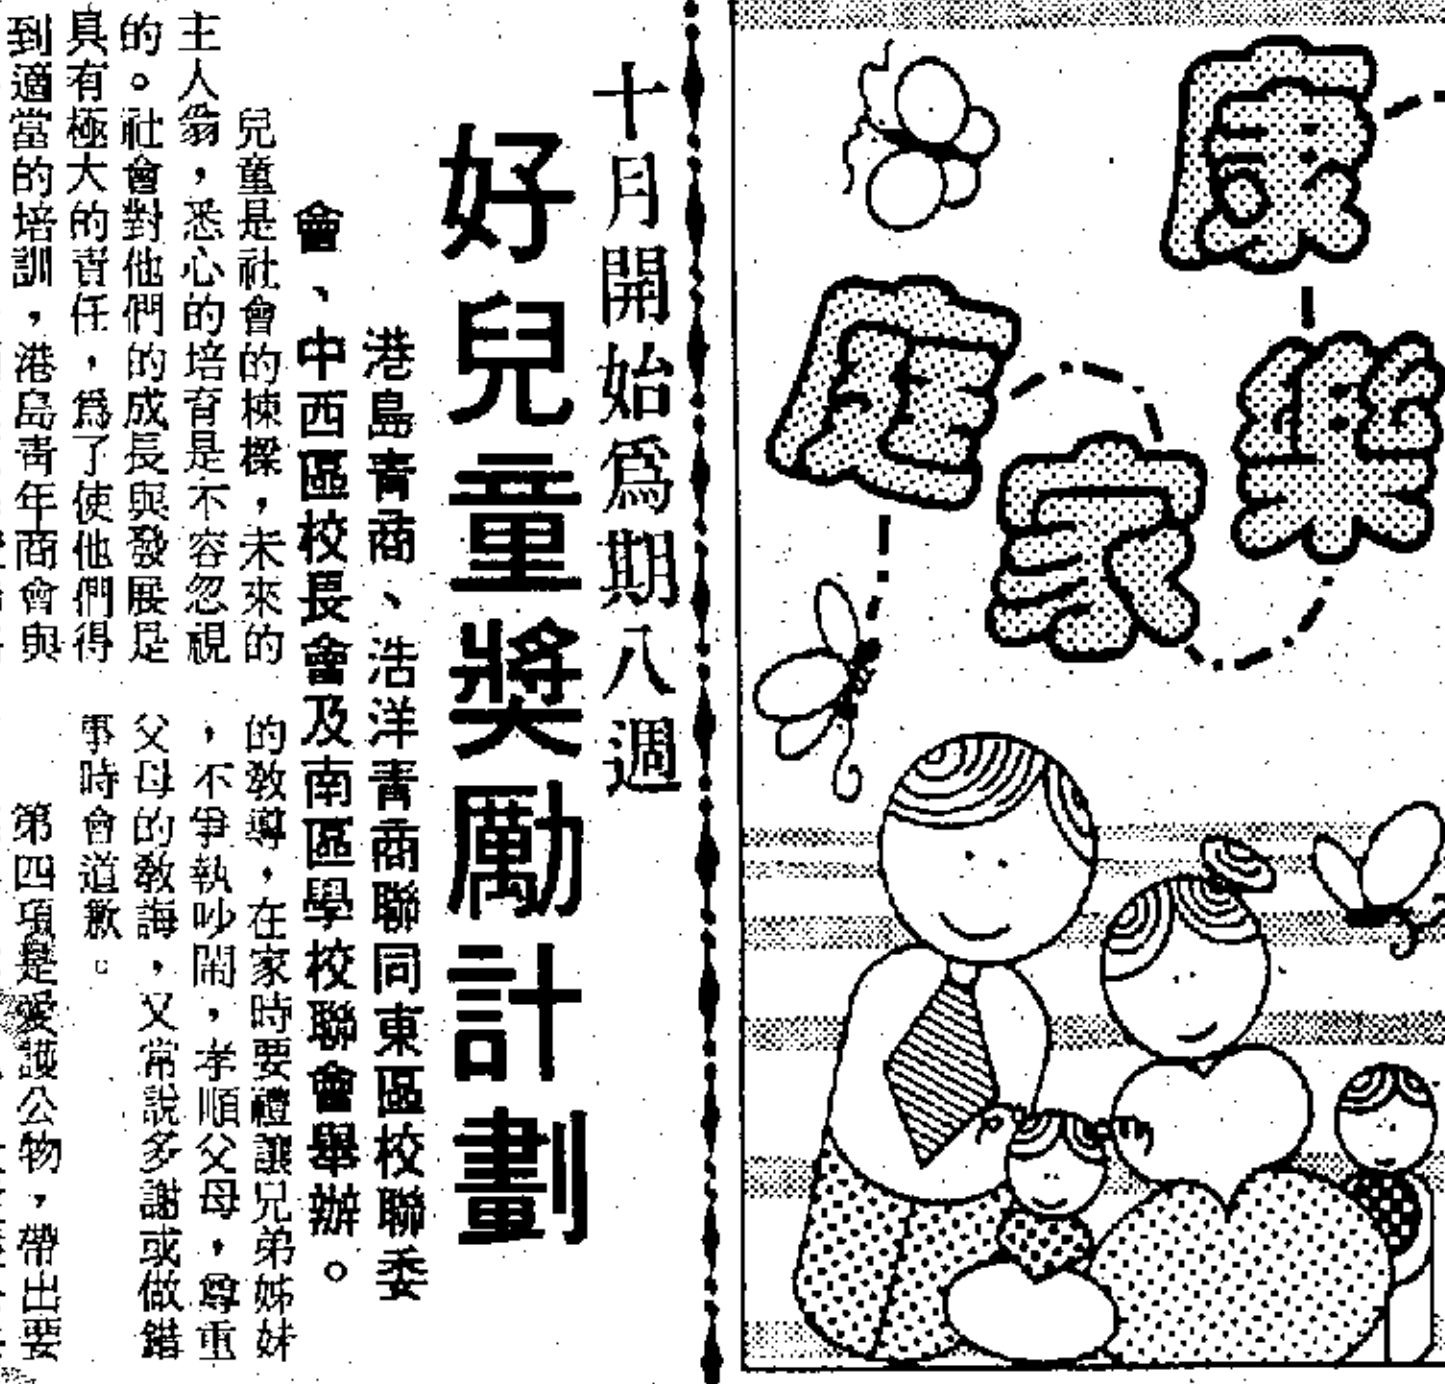 康
樂
家
庭
十月開始爲期八週
好兒童獎勵計劃
港島青商、浩洋青商聯同東區校聯委
會、中西區校長會及南區學校聯會舉辦。
兒童是社會的棟樑,未來的
主人翁,悉心的培育是不容忽視
的。社會對他們的成長與發展是
具有極大的責任,爲了使他們得
到適當的培訓,港島青年商會與
的教導,在家時要禮讓兄弟姊妹
,不爭執吵鬧,孝順父母,尊重
父母的教誨,又常說多謝或做錯
事時會道歉。
第四項是愛護公物,帶出要